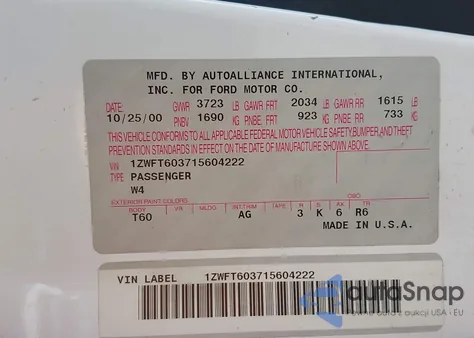 MFD. BY AUTOALLIANCE INTERNATIONAL,
INC. FOR FORD MOTOR CO.
DATE: GVWR 3723 LB GAWR FRT 2034 LB GAWR RR 1615 LB
10/25/00 PNBV 1690 KG PNBE FRT 923 KG PNBE RR 733 KG
THIS VEHICLE CONFORMS TO ALL APPLICABLE FEDERAL MOTOR VEHICLE SAFETY,BUMPER,AND THEFT
PREVENTION STANDARDS IN EFFECT ON THE DATE OF MANUFACTURE SHOWN ABOVE.
VIN 1ZWFT603715604222
TYPE PASSENGER
W4
EXTERIOR PAINT COLORS DSO
BODY VR MLDG INT.TRIM TAPE R S AX TR
T60 AG 3 K 6 R6
MADE IN U.S.A.
VIN LABEL 1ZWFT603715604222
autoSnap
z aukcji USA - EU